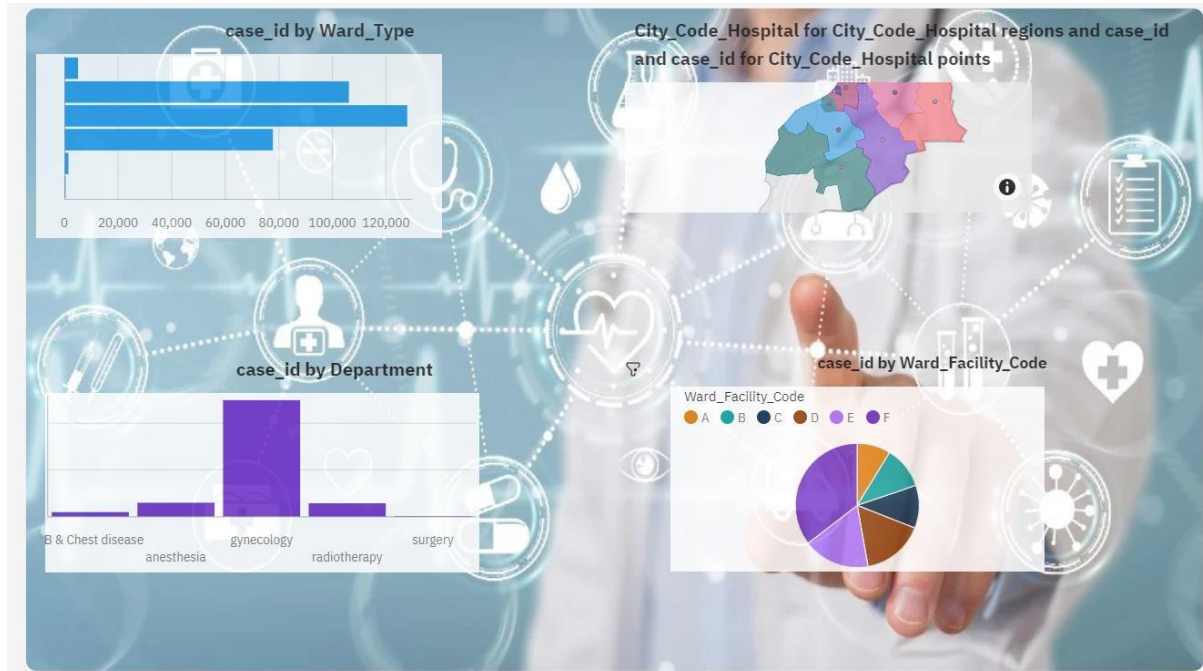 case_id by Ward_Type
0 20,000 40,000 60,000 80,000 100,000 120,000
City_Code_Hospital for City_Code_Hospital regions and case_id
and case_id for City_Code_Hospital points
case_id by Department
B & Chest disease
anesthesia
gynecology
radiotherapy
surgery
case_id by Ward_Facility_Code
Ward_Facility_Code
A B C D E F